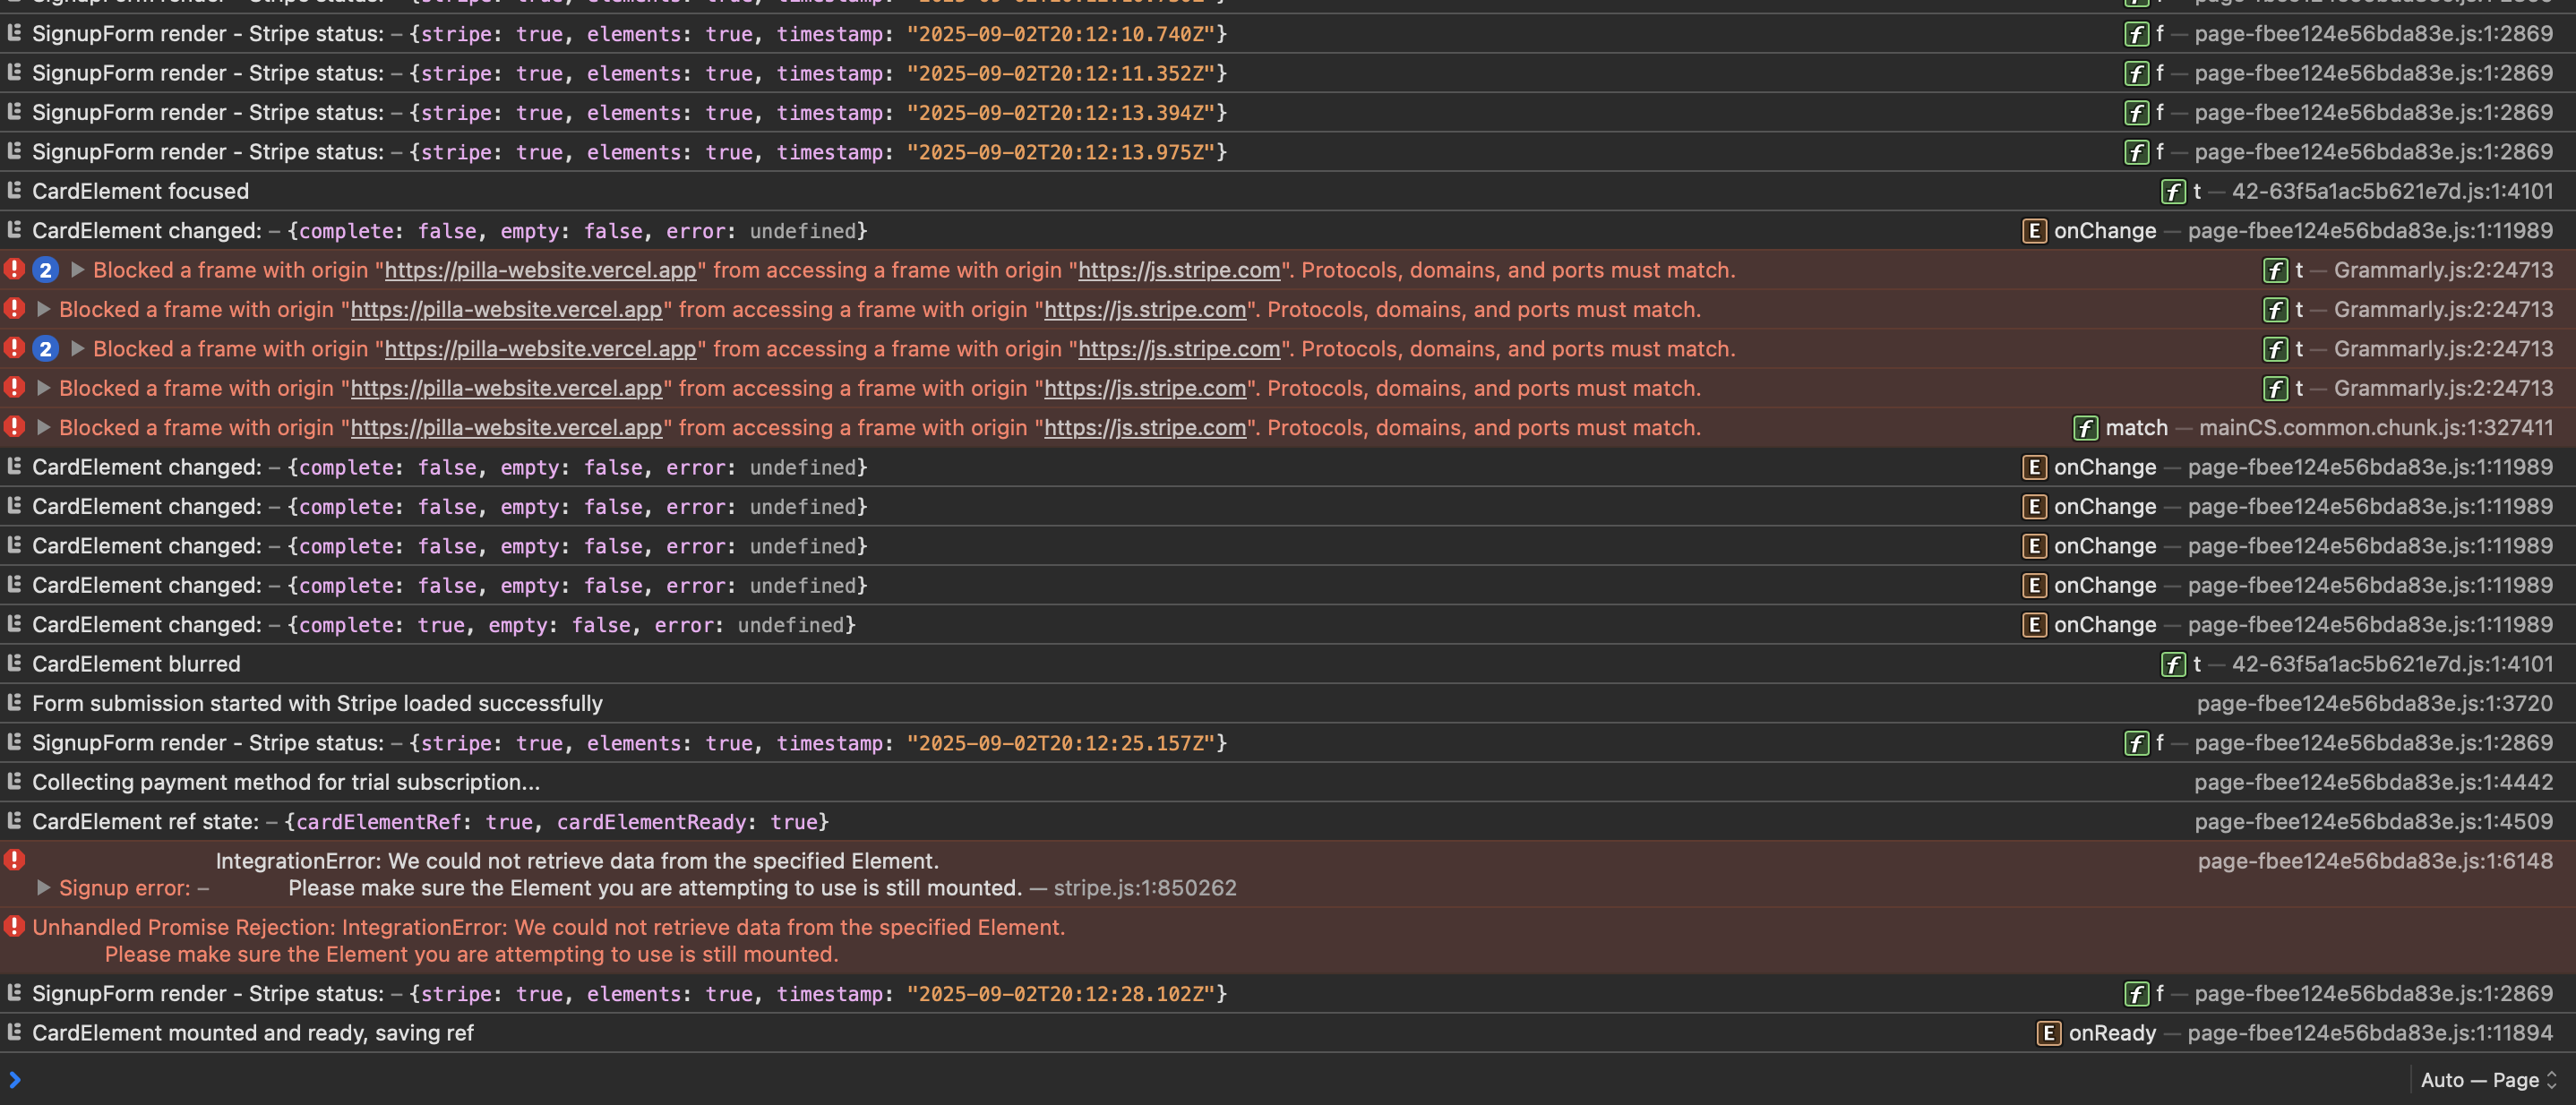 SignupForm render - Stripe status: – {stripe: true, elements: true, timestamp: "2025-09-02T20:12:10.740Z"} f f — page-fbee124e56bda83e.js:1:2869
SignupForm render - Stripe status: – {stripe: true, elements: true, timestamp: "2025-09-02T20:12:11.352Z"} f f — page-fbee124e56bda83e.js:1:2869
SignupForm render - Stripe status: – {stripe: true, elements: true, timestamp: "2025-09-02T20:12:13.394Z"} f f — page-fbee124e56bda83e.js:1:2869
SignupForm render - Stripe status: – {stripe: true, elements: true, timestamp: "2025-09-02T20:12:13.975Z"} f f — page-fbee124e56bda83e.js:1:2869
CardElement focused f t — 42-63f5a1ac5b621e7d.js:1:4101
CardElement changed: – {complete: false, empty: false, error: undefined} E onChange — page-fbee124e56bda83e.js:1:11989
2 Blocked a frame with origin "https://pilla-website.vercel.app" from accessing a frame with origin "https://js.stripe.com". Protocols, domains, and ports must match. f t — Grammarly.js:2:24713
Blocked a frame with origin "https://pilla-website.vercel.app" from accessing a frame with origin "https://js.stripe.com". Protocols, domains, and ports must match. f t — Grammarly.js:2:24713
2 Blocked a frame with origin "https://pilla-website.vercel.app" from accessing a frame with origin "https://js.stripe.com". Protocols, domains, and ports must match. f t — Grammarly.js:2:24713
Blocked a frame with origin "https://pilla-website.vercel.app" from accessing a frame with origin "https://js.stripe.com". Protocols, domains, and ports must match. f t — Grammarly.js:2:24713
Blocked a frame with origin "https://pilla-website.vercel.app" from accessing a frame with origin "https://js.stripe.com". Protocols, domains, and ports must match. f match — mainCS.common.chunk.js:1:327411
CardElement changed: – {complete: false, empty: false, error: undefined} E onChange — page-fbee124e56bda83e.js:1:11989
CardElement changed: – {complete: false, empty: false, error: undefined} E onChange — page-fbee124e56bda83e.js:1:11989
CardElement changed: – {complete: false, empty: false, error: undefined} E onChange — page-fbee124e56bda83e.js:1:11989
CardElement changed: – {complete: false, empty: false, error: undefined} E onChange — page-fbee124e56bda83e.js:1:11989
CardElement changed: – {complete: true, empty: false, error: undefined} E onChange — page-fbee124e56bda83e.js:1:11989
CardElement blurred f t — 42-63f5a1ac5b621e7d.js:1:4101
Form submission started with Stripe loaded successfully page-fbee124e56bda83e.js:1:3720
SignupForm render - Stripe status: – {stripe: true, elements: true, timestamp: "2025-09-02T20:12:25.157Z"} f f — page-fbee124e56bda83e.js:1:2869
Collecting payment method for trial subscription... page-fbee124e56bda83e.js:1:4442
CardElement ref state: – {cardElementRef: true, cardElementReady: true} page-fbee124e56bda83e.js:1:4509
IntegrationError: We could not retrieve data from the specified Element. page-fbee124e56bda83e.js:1:6148
Signup error: – Please make sure the Element you are attempting to use is still mounted. — stripe.js:1:850262
Unhandled Promise Rejection: IntegrationError: We could not retrieve data from the specified Element.
Please make sure the Element you are attempting to use is still mounted.
SignupForm render - Stripe status: – {stripe: true, elements: true, timestamp: "2025-09-02T20:12:28.102Z"} f f — page-fbee124e56bda83e.js:1:2869
CardElement mounted and ready, saving ref E onReady — page-fbee124e56bda83e.js:1:11894
Auto — Page